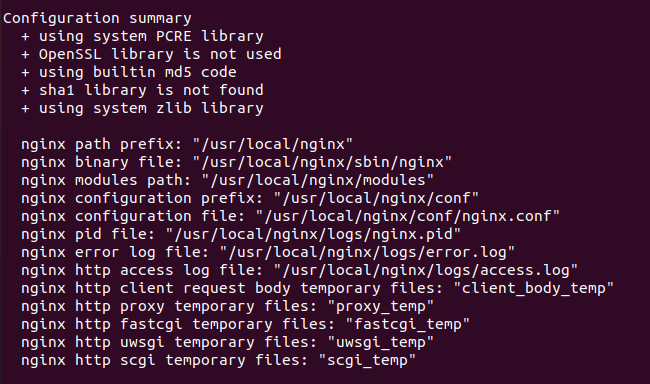 Configuration summary
+ using system PCRE library
+ OpenSSL library is not used
+ using builtin md5 code
+ sha1 library is not found
+ using system zlib library
nginx path prefix: "/usr/local/nginx"
nginx binary file: "/usr/local/nginx/sbin/nginx"
nginx modules path: "/usr/local/nginx/modules"
nginx configuration prefix: "/usr/local/nginx/conf"
nginx configuration file: "/usr/local/nginx/conf/nginx.conf"
nginx pid file: "/usr/local/nginx/logs/nginx.pid"
nginx error log file: "/usr/local/nginx/logs/error.log"
nginx http access log file: "/usr/local/nginx/logs/access.log"
nginx http client request body temporary files: "client_body_temp"
nginx http proxy temporary files: "proxy_temp"
nginx http fastcgi temporary files: "fastcgi_temp"
nginx http uwsgi temporary files: "uwsgi_temp"
nginx http scgi temporary files: "scgi_temp"